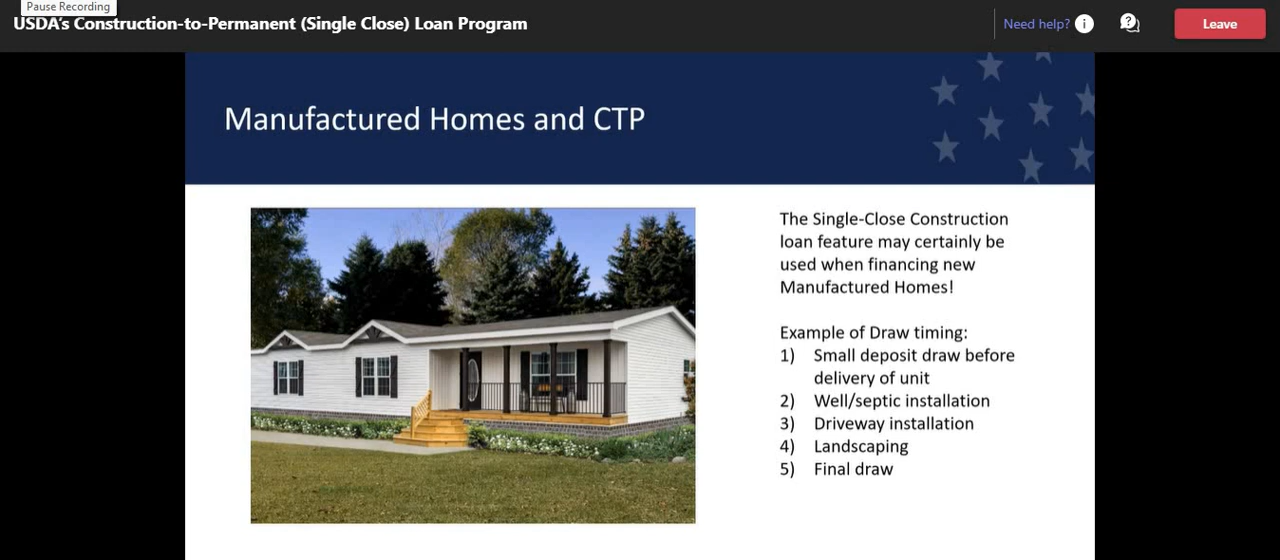 Pause Recording
USDA's Construction-to-Permanent (Single Close) Loan Program
Need help?
Leave
Manufactured Homes and CTP
The Single-Close Construction
loan feature may certainly be
used when financing new
Manufactured Homes!
Example of Draw timing:
1) Small deposit draw before
delivery of unit
2) Well/septic installation
3) Driveway installation
4) Landscaping
5) Final draw